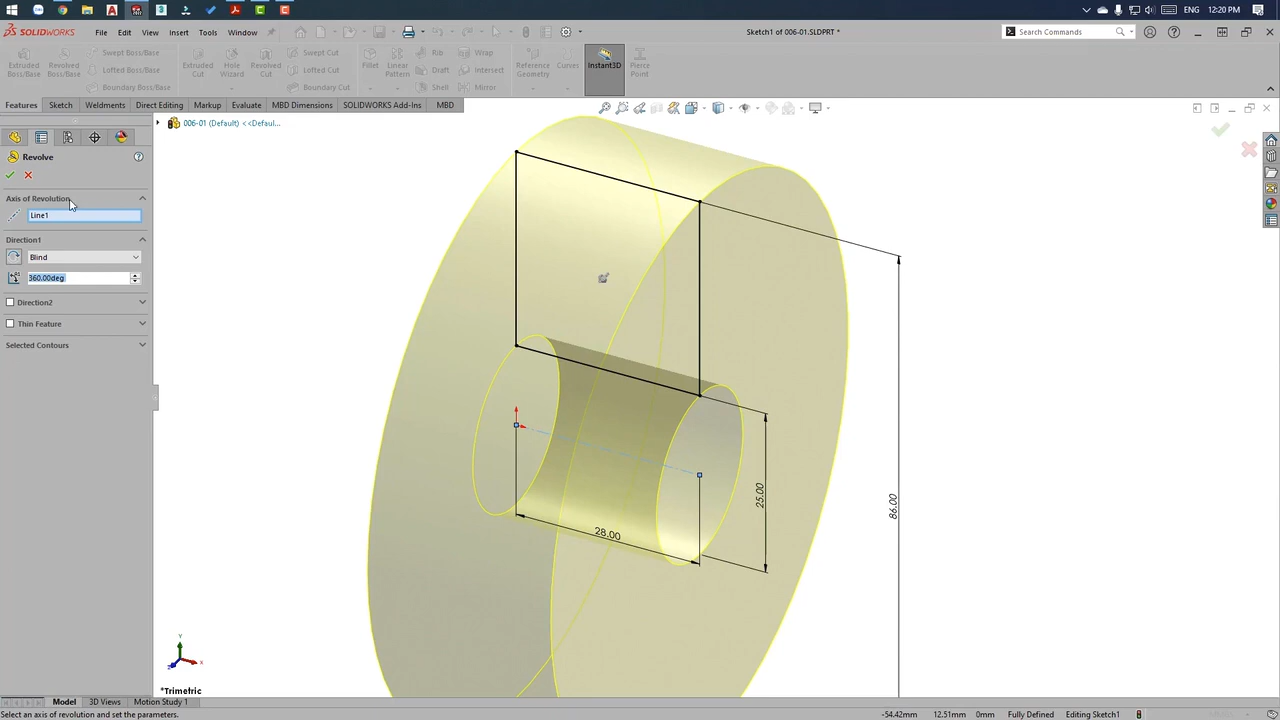 ENG 12:20 PM
SOLIDWORKS File Edit View Insert Tools Window Sketch1 of 006-01.SLDPRT * Search Commands
Extruded Boss/Base
Revolved Boss/Base
Swept Boss/Base
Lofted Boss/Base
Boundary Boss/Base
Extruded Cut
Hole Wizard
Revolved Cut
Swept Cut
Lofted Cut
Boundary Cut
Fillet
Linear Pattern
Rib
Draft
Shell
Wrap
Intersect
Mirror
Reference Geometry
Curves
Instant3D
Pierce Point
Features Sketch Weldments Direct Editing Markup Evaluate MBD Dimensions SOLIDWORKS Add-Ins MBD
006-01 (Default) <<Defaul...
Revolve
Axis of Revolution
Line1
Direction1
Blind
360.00deg
Direction2
Thin Feature
Selected Contours
25.00
86.00
28.00
Y
X
Z
*Trimetric
Model 3D Views Motion Study 1
Select an axis of revolution and set the parameters. -54.42mm 12.51mm 0mm Fully Defined Editing Sketch1